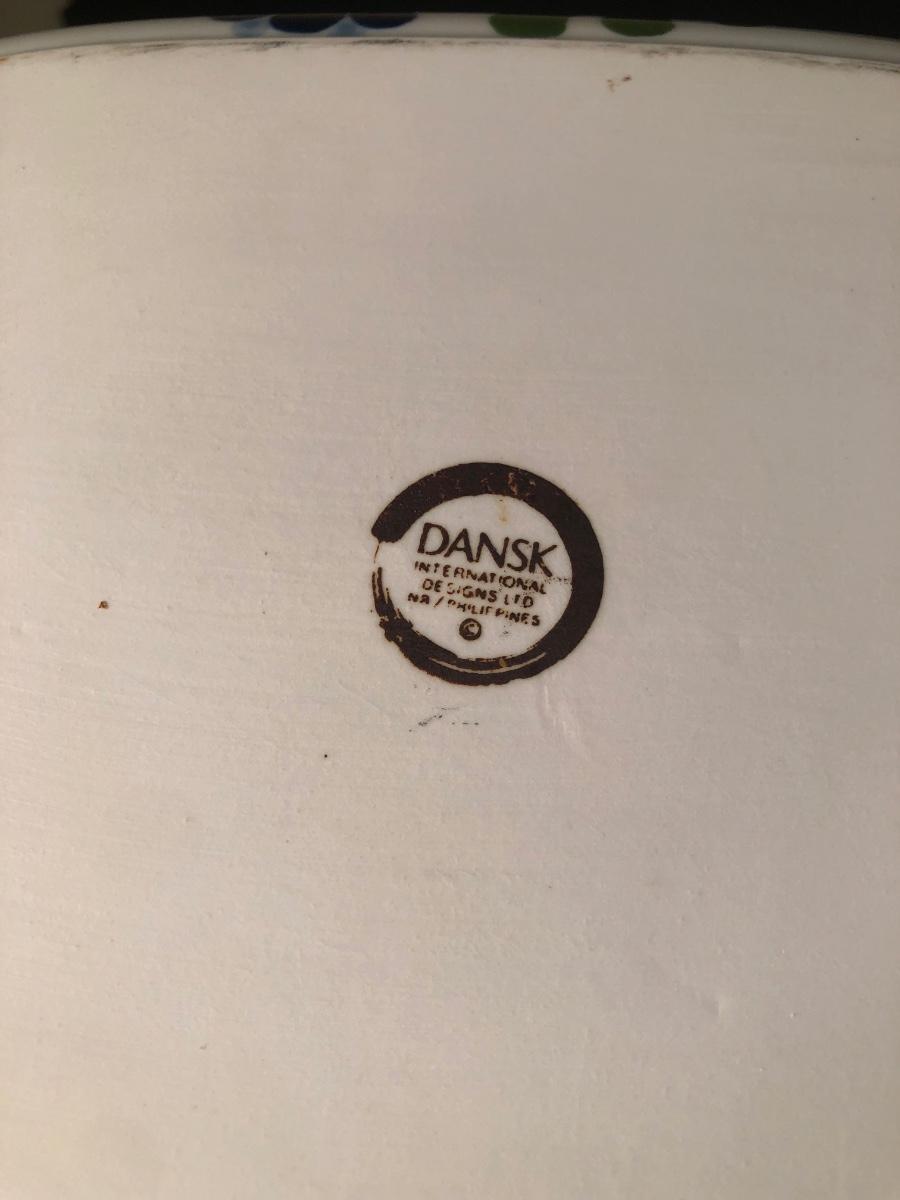 DANSK
INTERNATIONAL
DESIGNS LTD
NR / PHILIPPINES
©